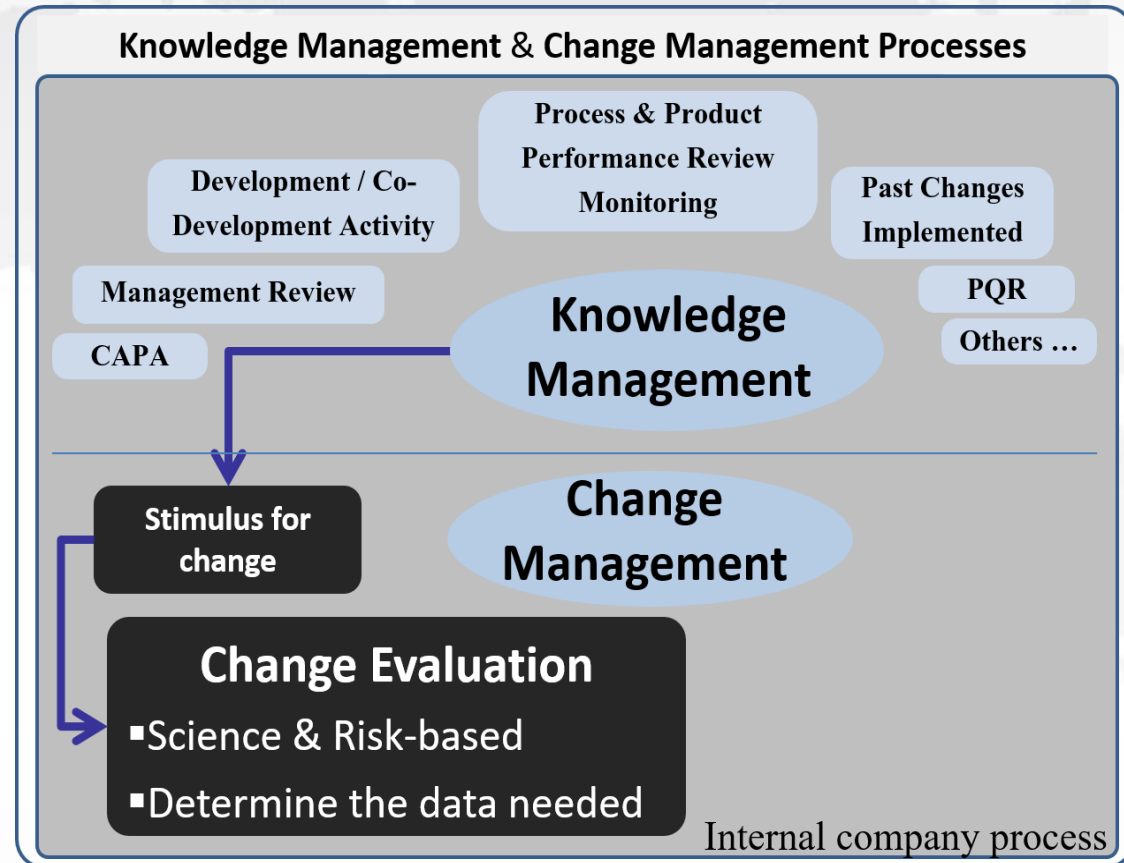 Knowledge Management & Change Management Processes
Process & Product
Performance Review
Monitoring
Development / Co-
Development Activity
Past Changes
Implemented
Management Review
PQR
CAPA
Others …
Knowledge
Management
Stimulus for
change
Change
Management
Change Evaluation
▪Science & Risk-based
▪Determine the data needed
Internal company process